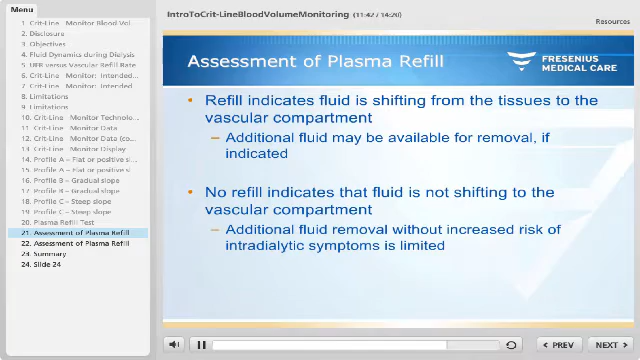 Menu
IntroToCrit-LineBloodVolumeMonitoring
(11:42 / 14:20)
Resources
1. Crit-Line Monitor Blood Vol...
2. Disclosure
3. Objectives
4. Fluid Dynamics during Dialysis
5. UFR versus Vascular Refill Rate
6. Crit-Line Monitor: Intended...
7. Crit-Line Monitor: Intended...
8. Limitations
9. Limitations
10. Crit-Line Monitor Technolo...
11. Crit-Line Monitor Data
12. Crit-Line Monitor Data (co...
13. Crit-Line Monitor Display
14. Profile A – Flat or positive sl...
15. Profile A – Flat or positive sl...
16. Profile B – Gradual slope
17. Profile B – Gradual slope
18. Profile C – Steep slope
19. Profile C – Steep slope
20. Plasma Refill Test
21. Assessment of Plasma Refill
22. Assessment of Plasma Refill
23. Summary
24. Slide 24
Assessment of Plasma Refill
FRESENIUS
MEDICAL CARE
• Refill indicates fluid is shifting from the tissues to the
vascular compartment
– Additional fluid may be available for removal, if
indicated
• No refill indicates that fluid is not shifting to the
vascular compartment
– Additional fluid removal without increased risk of
intradialytic symptoms is limited
PREV
NEXT